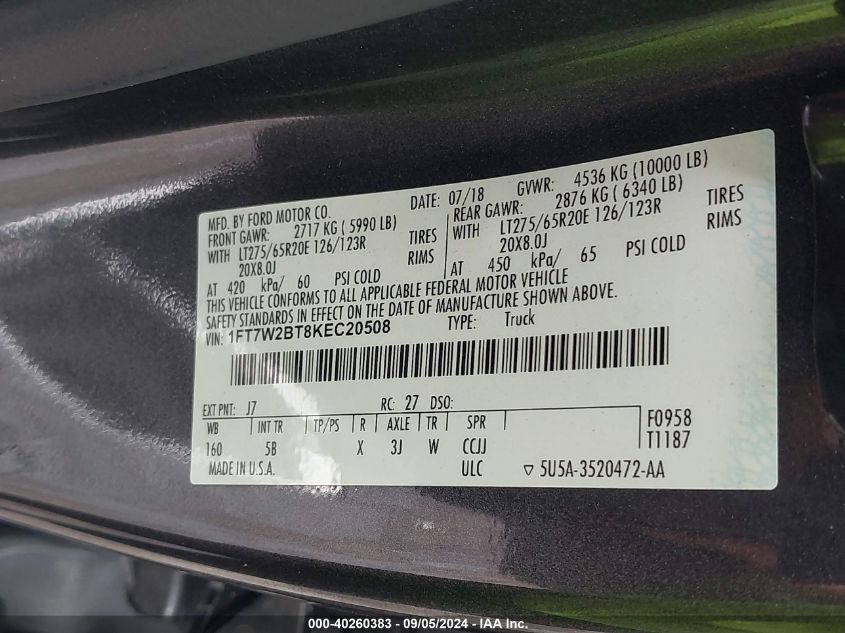 MFD. BY FORD MOTOR CO.
DATE: 07/18 GVWR: 4536 KG (10000 LB)
FRONT GAWR: 2717 KG ( 5990 LB) REAR GAWR: 2876 KG ( 6340 LB)
WITH LT275/65R20E 126/123R TIRES WITH LT275/65R20E 126/123R TIRES
20X8.0J RIMS 20X8.0J RIMS
AT 420 kPa/ 60 PSI COLD AT 450 kPa/ 65 PSI COLD
THIS VEHICLE CONFORMS TO ALL APPLICABLE FEDERAL MOTOR VEHICLE
SAFETY STANDARDS IN EFFECT ON THE DATE OF MANUFACTURE SHOWN ABOVE.
VIN: 1FT7W2BT8KEC20508 TYPE: Truck
EXT PNT: J7 RC: 27 DSO:
WB INT TR TP/PS R AXLE TR SPR F0958
160 5B X 3J W CCJJ T1187
MADE IN U.S.A. ULC ▽ 5U5A-3520472-AA
000-40260383 - 09/05/2024 - IAA Inc.